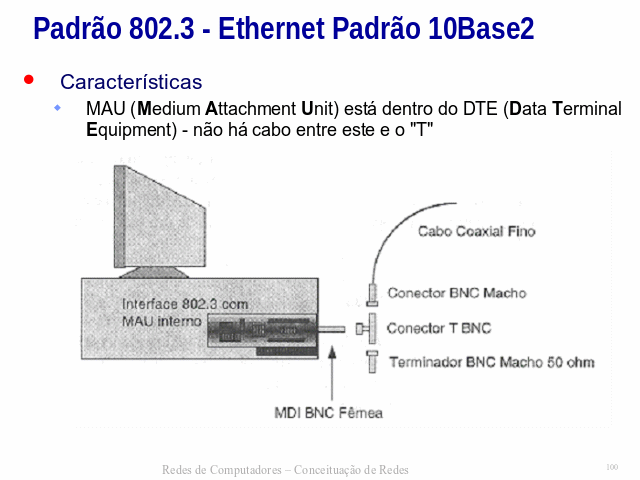 Padrão 802.3 - Ethernet Padrão 10Base2
Características
MAU (Medium Attachment Unit) está dentro do DTE (Data Terminal
Equipment) - não há cabo entre este e o "T"
Cabo Coaxial Fino
Interface 802.3 com
MAU interno
Conector BNC Macho
Conector T BNC
Terminador BNC Macho 50 ohm
MDI BNC Fêmea
Redes de Computadores – Conceituação de Redes
100